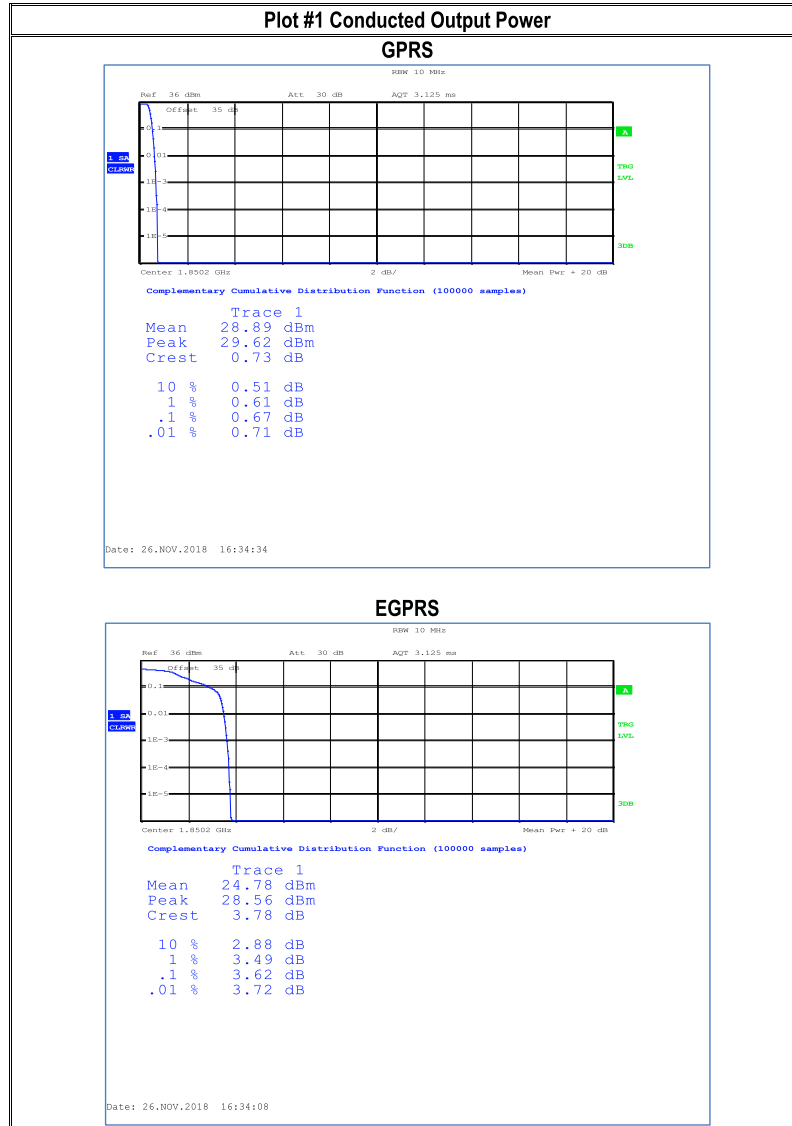 Plot #1 Conducted Output Power
GPRS
RBW 10 MHz
Ref 36 dBm Att 30 dB AQT 3.125 ms
Offset 35 dB
0.1
A
0.01
1 SA
CLRWR
TRG
LVL
1E-3
1E-4
1E-5
3DB
Center 1.8502 GHz 2 dB/ Mean Pwr + 20 dB
Complementary Cumulative Distribution Function (100000 samples)
Trace 1
Mean 28.89 dBm
Peak 29.62 dBm
Crest 0.73 dB
10 % 0.51 dB
1 % 0.61 dB
.1 % 0.67 dB
.01 % 0.71 dB
Date: 26.NOV.2018 16:34:34
EGPRS
RBW 10 MHz
Ref 36 dBm Att 30 dB AQT 3.125 ms
Offset 35 dB
0.1
A
0.01
1 SA
CLRWR
TRG
LVL
1E-3
1E-4
1E-5
3DB
Center 1.8502 GHz 2 dB/ Mean Pwr + 20 dB
Complementary Cumulative Distribution Function (100000 samples)
Trace 1
Mean 24.78 dBm
Peak 28.56 dBm
Crest 3.78 dB
10 % 2.88 dB
1 % 3.49 dB
.1 % 3.62 dB
.01 % 3.72 dB
Date: 26.NOV.2018 16:34:08